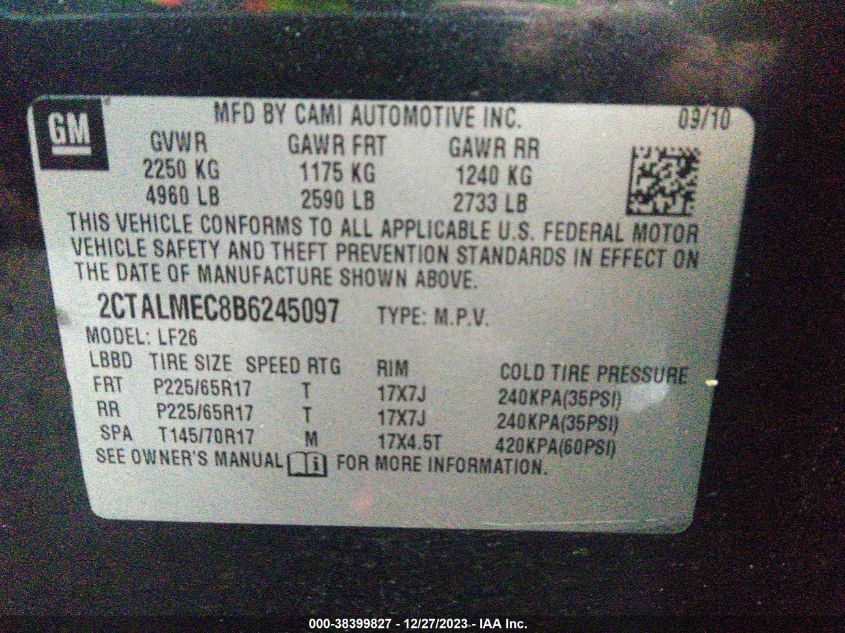 GM
MFD BY CAMI AUTOMOTIVE INC. 09/10
GVWR GAWR FRT GAWR RR
2250 KG 1175 KG 1240 KG
4960 LB 2590 LB 2733 LB
THIS VEHICLE CONFORMS TO ALL APPLICABLE U.S. FEDERAL MOTOR
VEHICLE SAFETY AND THEFT PREVENTION STANDARDS IN EFFECT ON
THE DATE OF MANUFACTURE SHOWN ABOVE.
2CTALMEC8B6245097 TYPE: M.P.V.
MODEL: LF26
LBBD TIRE SIZE SPEED RTG RIM COLD TIRE PRESSURE
FRT P225/65R17 T 17X7J 240KPA(35PSI)
RR P225/65R17 T 17X7J 240KPA(35PSI)
SPA T145/70R17 M 17X4.5T 420KPA(60PSI)
SEE OWNER'S MANUAL i FOR MORE INFORMATION.
000-38399827 - 12/27/2023 - IAA Inc.